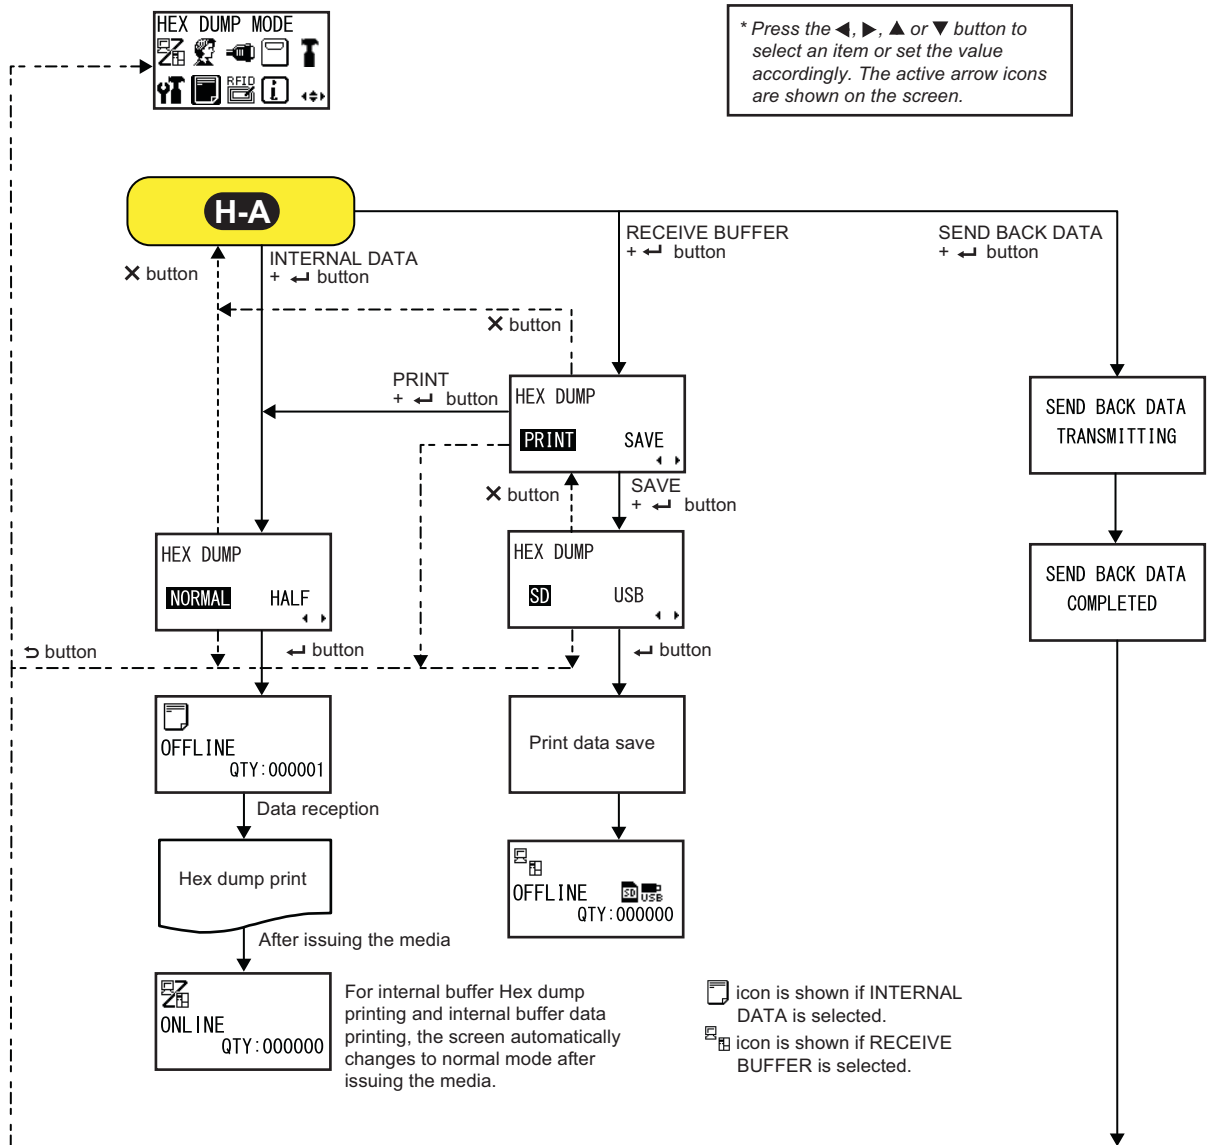 HEX DUMP MODE
RFID
* Press the ◀, ▶, ▲ or ▼ button to
select an item or set the value
accordingly. The active arrow icons
are shown on the screen.
H-A
✕ button
INTERNAL DATA
+ ↵ button
RECEIVE BUFFER
+ ↵ button
SEND BACK DATA
+ ↵ button
✕ button
PRINT
+ ↵ button
HEX DUMP
PRINT SAVE
SEND BACK DATA
TRANSMITTING
✕ button
SAVE
+ ↵ button
HEX DUMP
NORMAL HALF
HEX DUMP
SD USB
SEND BACK DATA
COMPLETED
⮌ button
↵ button
↵ button
OFFLINE
QTY:000001
Print data save
Data reception
Hex dump print
OFFLINE SD USB
QTY:000000
After issuing the media
ONLINE
QTY:000000
For internal buffer Hex dump
printing and internal buffer data
printing, the screen automatically
changes to normal mode after
issuing the media.
icon is shown if INTERNAL
DATA is selected.
icon is shown if RECEIVE
BUFFER is selected.